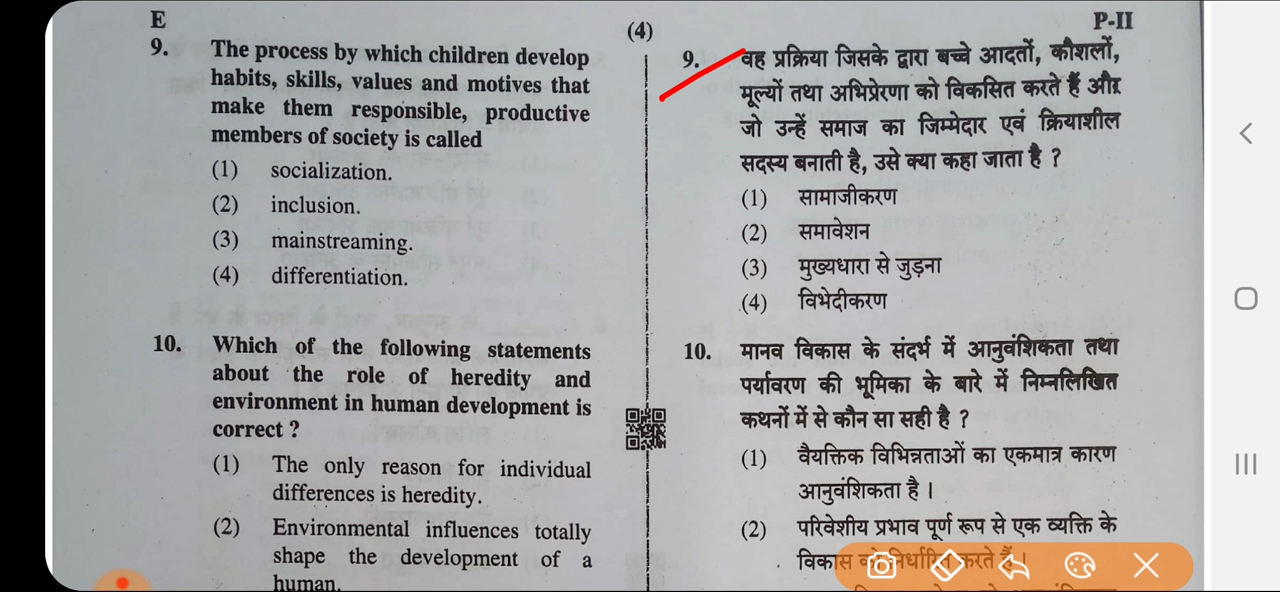 E
(4)
P-II
9. The process by which children develop
habits, skills, values and motives that
make them responsible, productive
members of society is called
(1) socialization.
(2) inclusion.
(3) mainstreaming.
(4) differentiation.
10. Which of the following statements
about the role of heredity and
environment in human development is
correct ?
(1) The only reason for individual
differences is heredity.
(2) Environmental influences totally
shape the development of a
human.
9. वह प्रक्रिया जिसके द्वारा बच्चे आदतों, कौशलों,
मूल्यों तथा अभिप्रेरणा को विकसित करते हैं और
जो उन्हें समाज का जिम्मेदार एवं क्रियाशील
सदस्य बनाती है, उसे क्या कहा जाता है ?
(1) सामाजीकरण
(2) समावेशन
(3) मुख्यधारा से जुड़ना
(4) विभेदीकरण
10. मानव विकास के संदर्भ में आनुवंशिकता तथा
पर्यावरण की भूमिका के बारे में निम्नलिखित
कथनों में से कौन सा सही है ?
(1) वैयक्तिक विभिन्नताओं का एकमात्र कारण
आनुवंशिकता है ।
(2) परिवेशीय प्रभाव पूर्ण रूप से एक व्यक्ति के
विकास को निर्धारित करते हैं ।